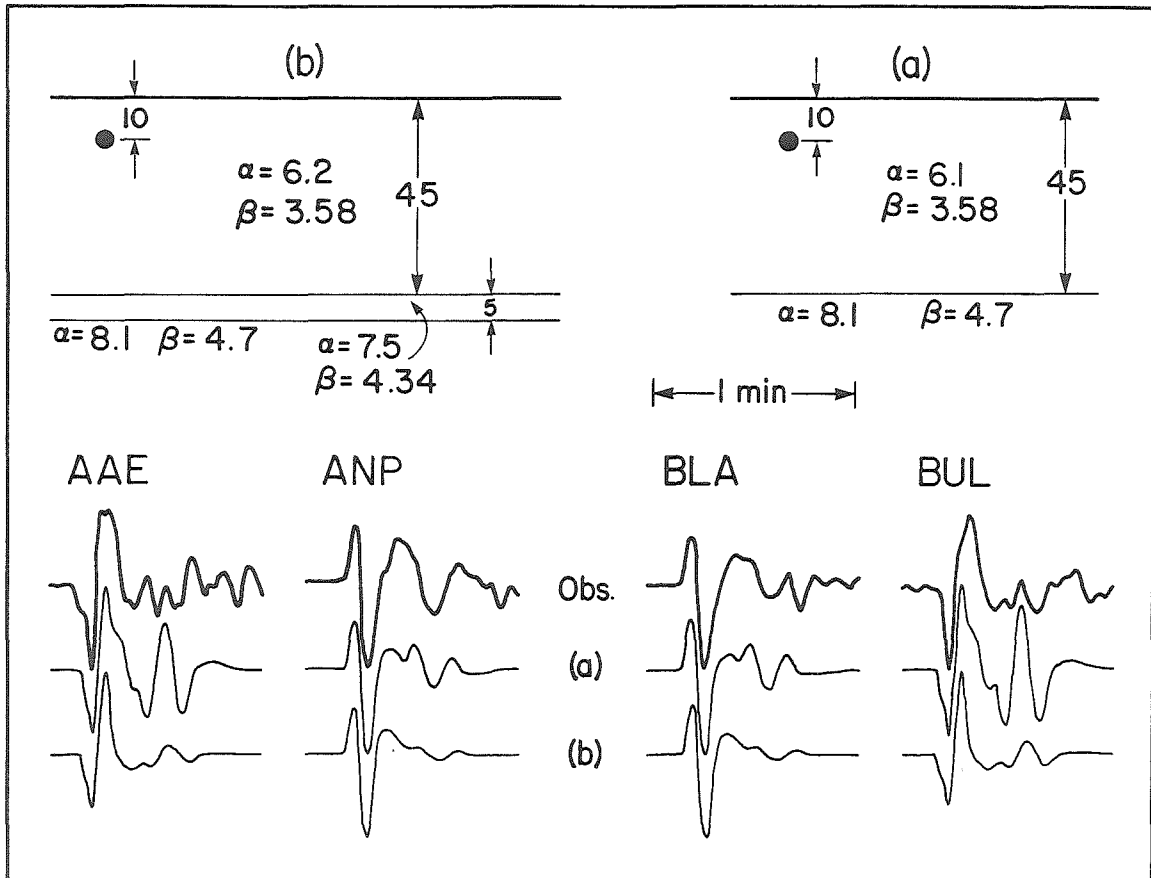 (b)
10
α = 6.2
β = 3.58
45
5
α = 8.1 β = 4.7
α = 7.5
β = 4.34
(a)
10
α = 6.1
β = 3.58
45
α = 8.1 β = 4.7
1 min
AAE ANP BLA BUL
Obs.
(a)
(b)